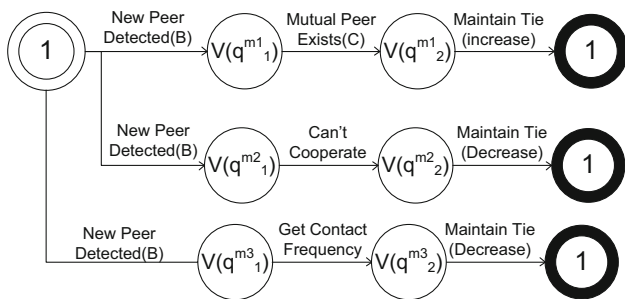 New Peer
Detected(B)
Mutual Peer
Exists(C)
Maintain Tie
(increase)
1
V(q^m1_1)
V(q^m1_2)
1
New Peer
Detected(B)
Can't
Cooperate
Maintain Tie
(Decrease)
V(q^m2_1)
V(q^m2_2)
1
New Peer
Detected(B)
Get Contact
Frequency
Maintain Tie
(Decrease)
V(q^m3_1)
V(q^m3_2)
1